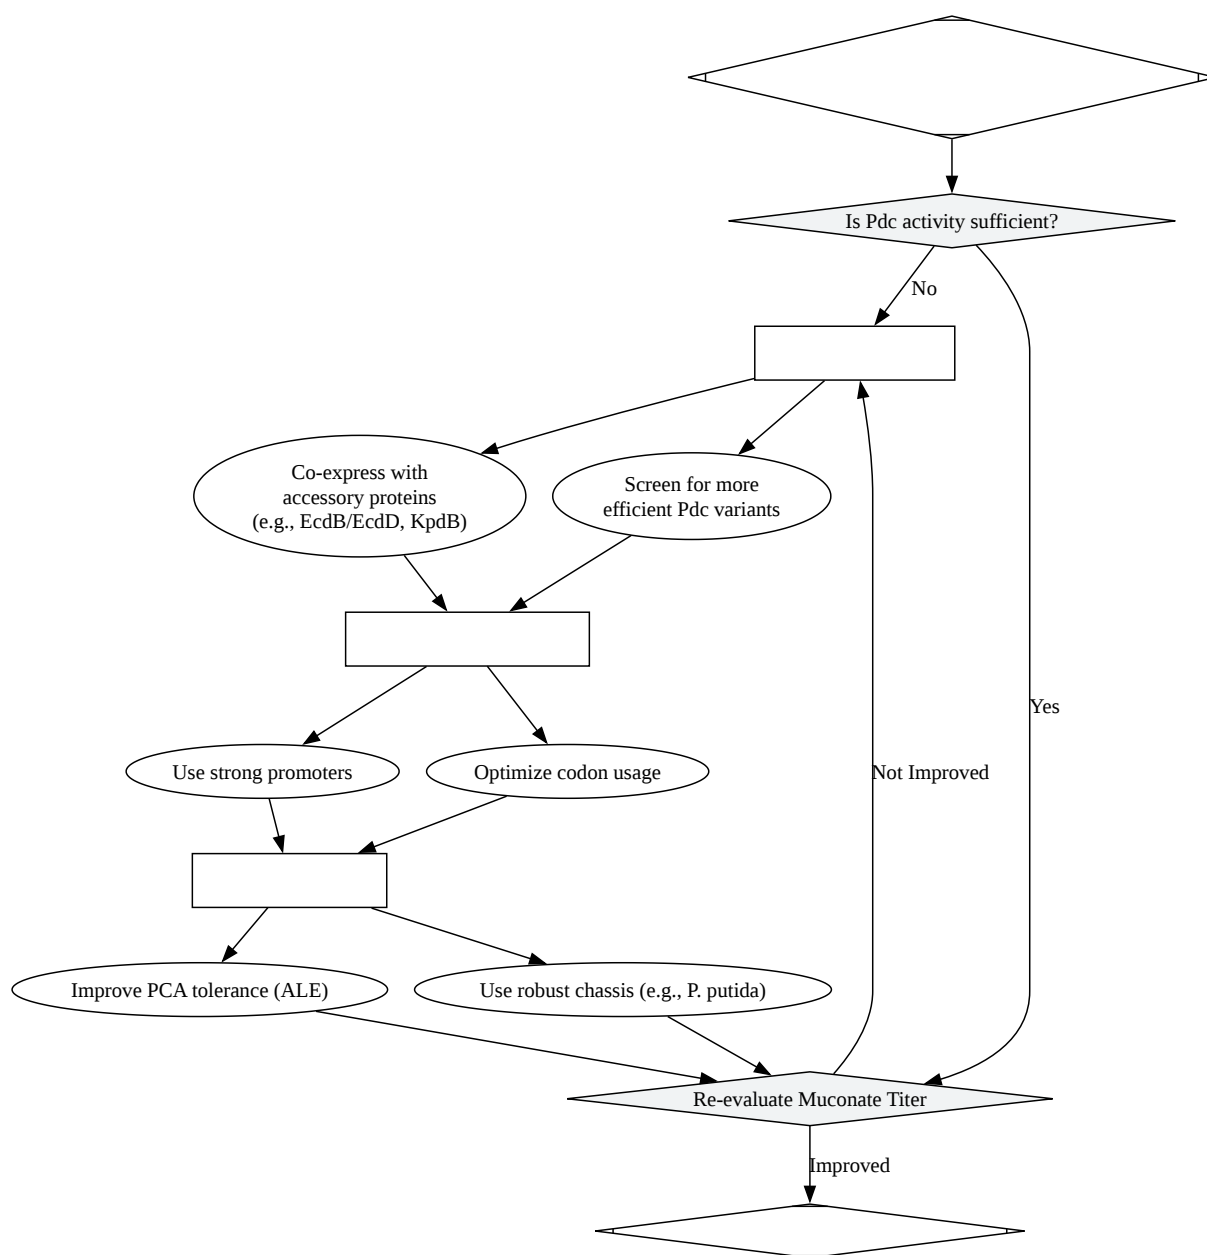 Is Pdc activity sufficient?
No
Co-express with
accessory proteins
(e.g., EcdB/EcdD, KpdB)
Screen for more
efficient Pdc variants
Yes
Use strong promoters
Optimize codon usage
Not Improved
Improve PCA tolerance (ALE)
Use robust chassis (e.g., P. putida)
Re-evaluate Muconate Titer
Improved